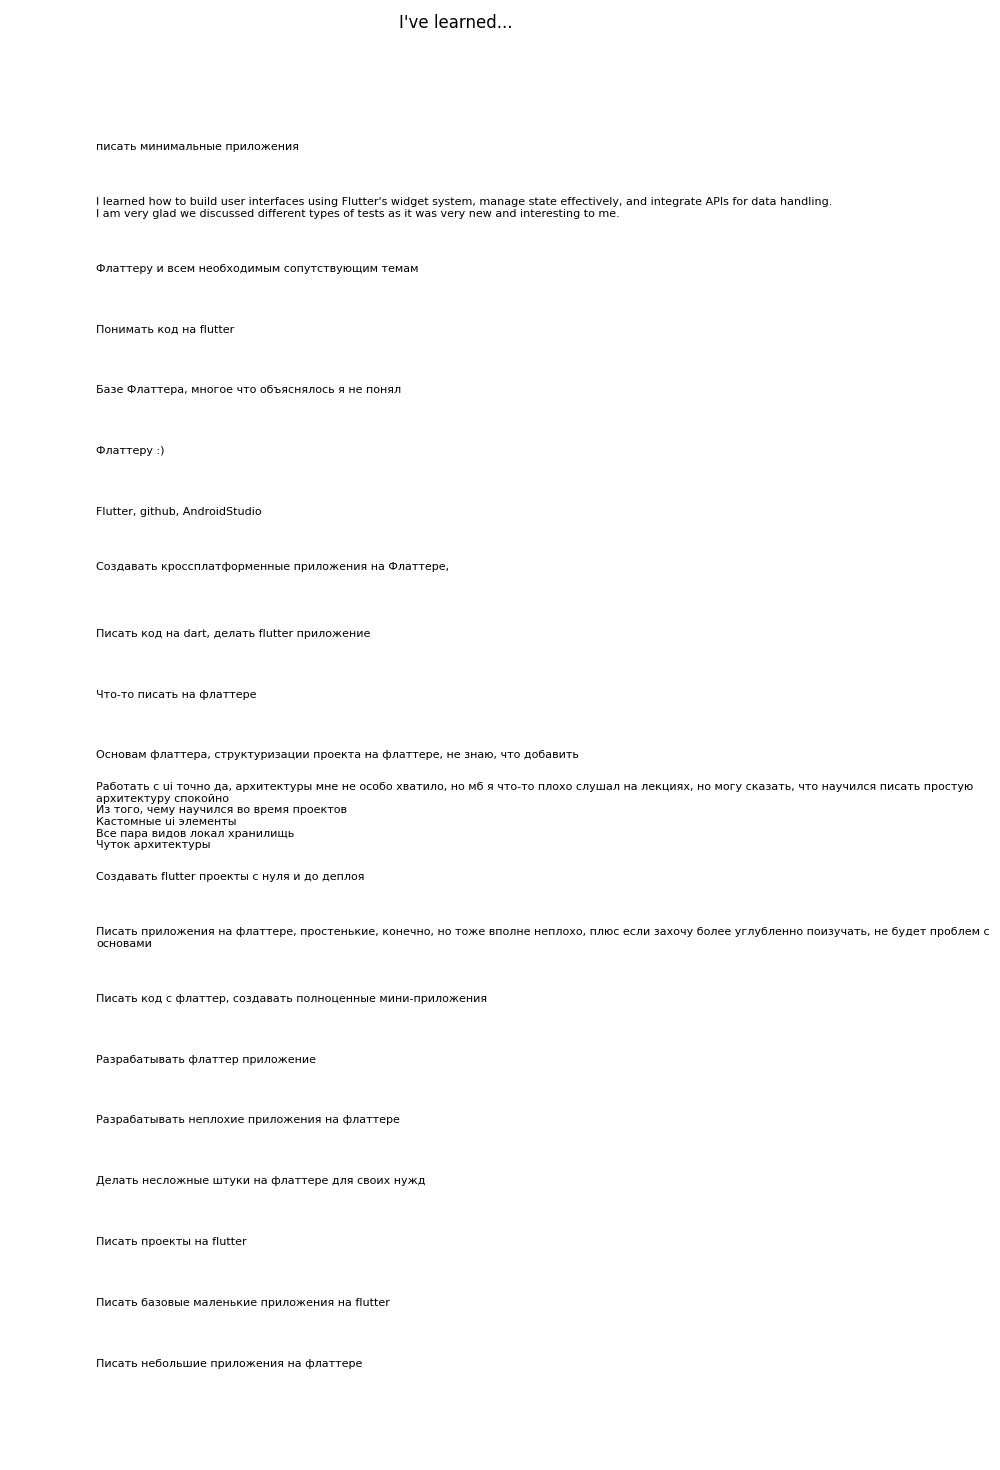 I've learned...
писать минимальные приложения
I learned how to build user interfaces using Flutter's widget system, manage state effectively, and integrate APIs for data handling.
I am very glad we discussed different types of tests as it was very new and interesting to me.
Флаттеру и всем необходимым сопутствующим темам
Понимать код на flutter
Базе Флаттера, многое что объяснялось я не понял
Флаттеру :)
Flutter, github, AndroidStudio
Создавать кроссплатформенные приложения на Флаттере,
Писать код на dart, делать flutter приложение
Что-то писать на флаттере
Основам флаттера, структуризации проекта на флаттере, не знаю, что добавить
Работать с ui точно да, архитектуры мне не особо хватило, но мб я что-то плохо слушал на лекциях, но могу сказать, что научился писать простую
архитектуру спокойно
Из того, чему научился во время проектов
Кастомные ui элементы
Все пара видов локал хранилищь
Чуток архитектуры
Создавать flutter проекты с нуля и до деплоя
Писать приложения на флаттере, простенькие, конечно, но тоже вполне неплохо, плюс если захочу более углубленно поизучать, не будет проблем с
основами
Писать код с флаттер, создавать полноценные мини-приложения
Разрабатывать флаттер приложение
Разрабатывать неплохие приложения на флаттере
Делать несложные штуки на флаттере для своих нужд
Писать проекты на flutter
Писать базовые маленькие приложения на flutter
Писать небольшие приложения на флаттере